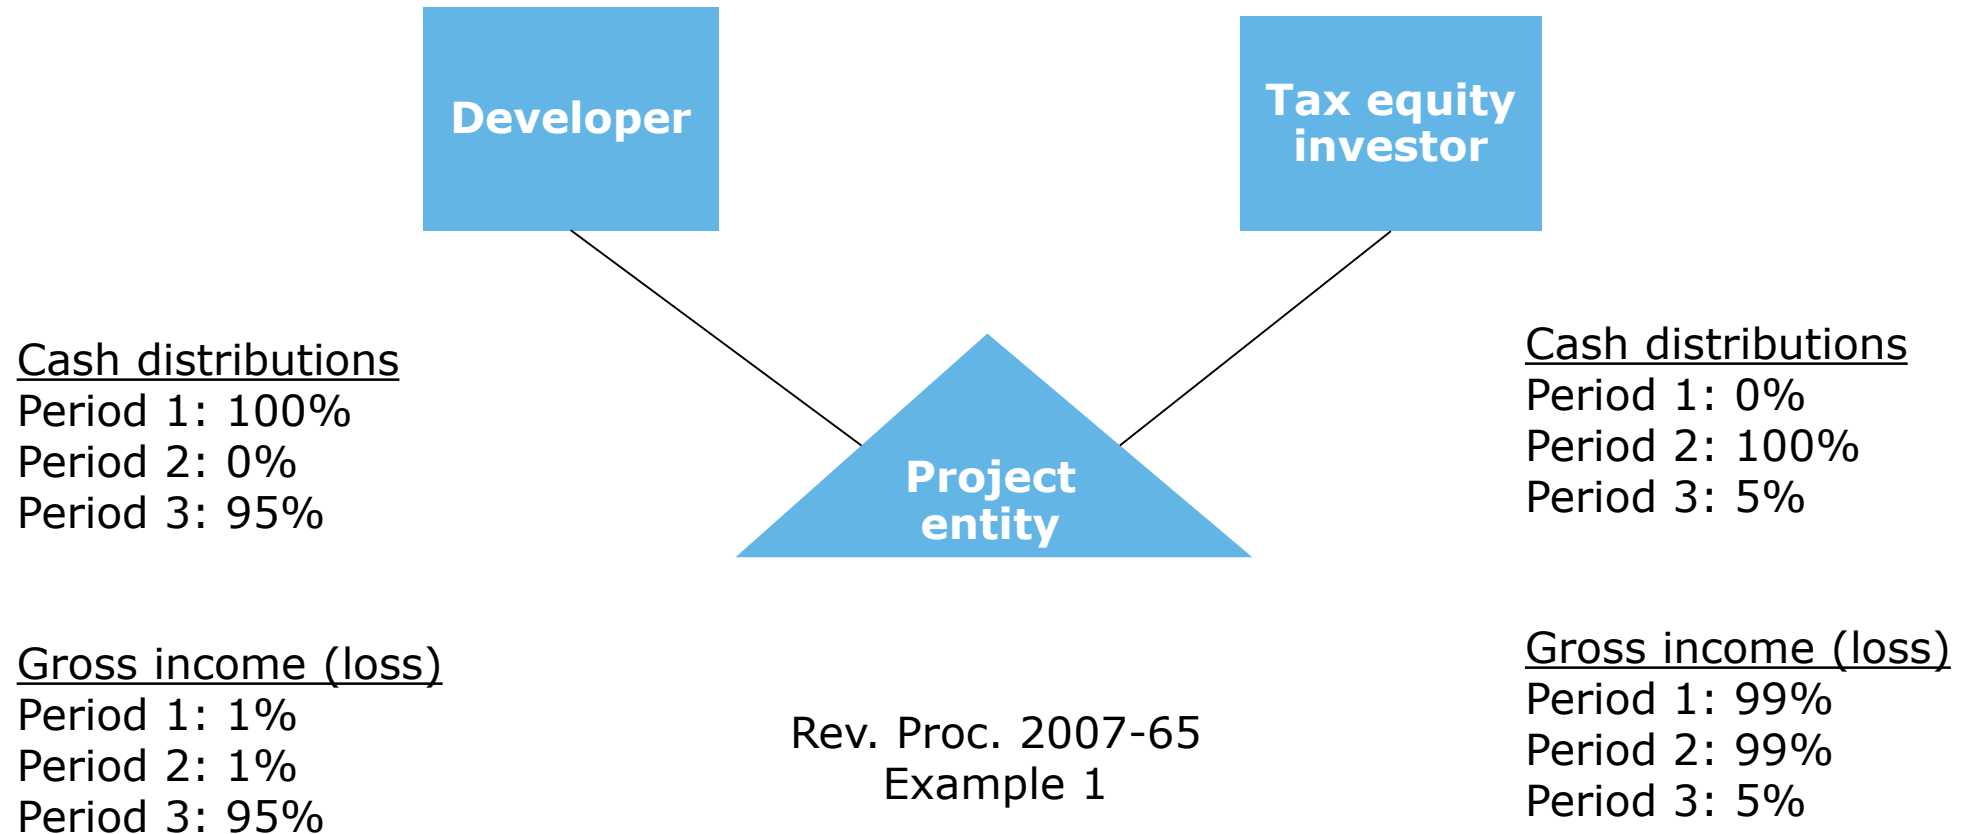 Developer
Tax equity
investor
Cash distributions
Period 1: 100%
Period 2: 0%
Period 3: 95%
Project
entity
Cash distributions
Period 1: 0%
Period 2: 100%
Period 3: 5%
Gross income (loss)
Period 1: 1%
Period 2: 1%
Period 3: 95%
Rev. Proc. 2007-65
Example 1
Gross income (loss)
Period 1: 99%
Period 2: 99%
Period 3: 5%